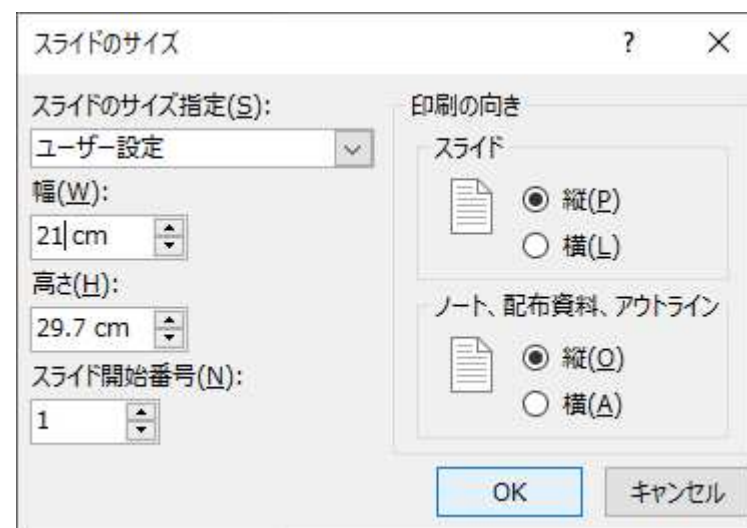 スライドのサイズ ? ×
スライドのサイズ指定(S):
ユーザー設定
幅(W):
21 cm
高さ(H):
29.7 cm
スライド開始番号(N):
1
印刷の向き
スライド
縦(P)
横(L)
ノート、配布資料、アウトライン
縦(O)
横(A)
OK キャンセル